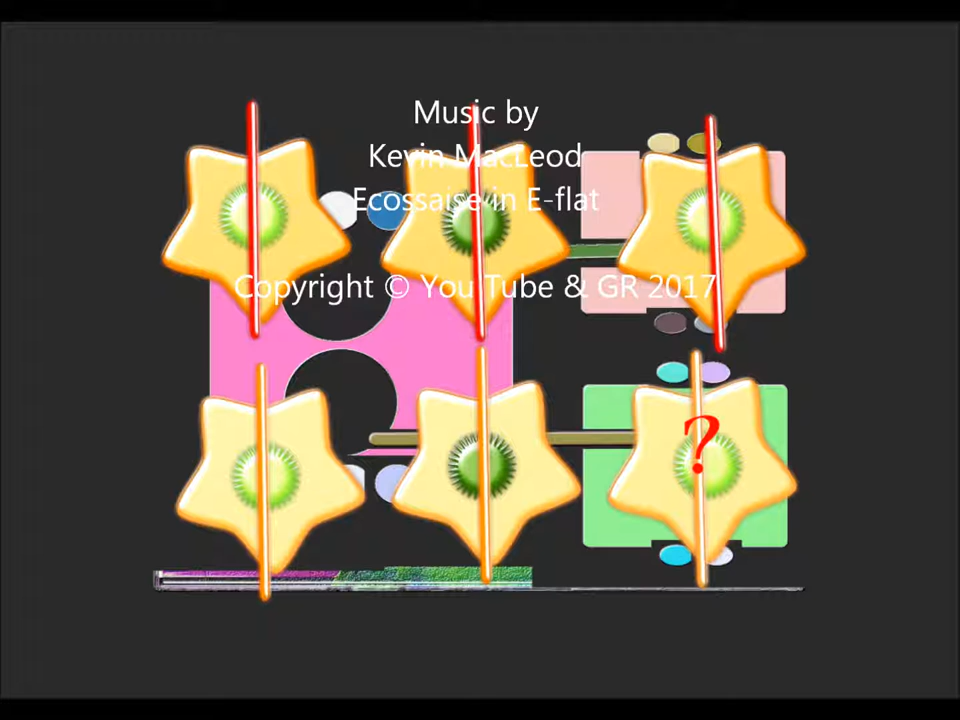 Music by
Kevin MacLeod
Ecossaise in E-flat
Copyright © You Tube & GR 2017
?